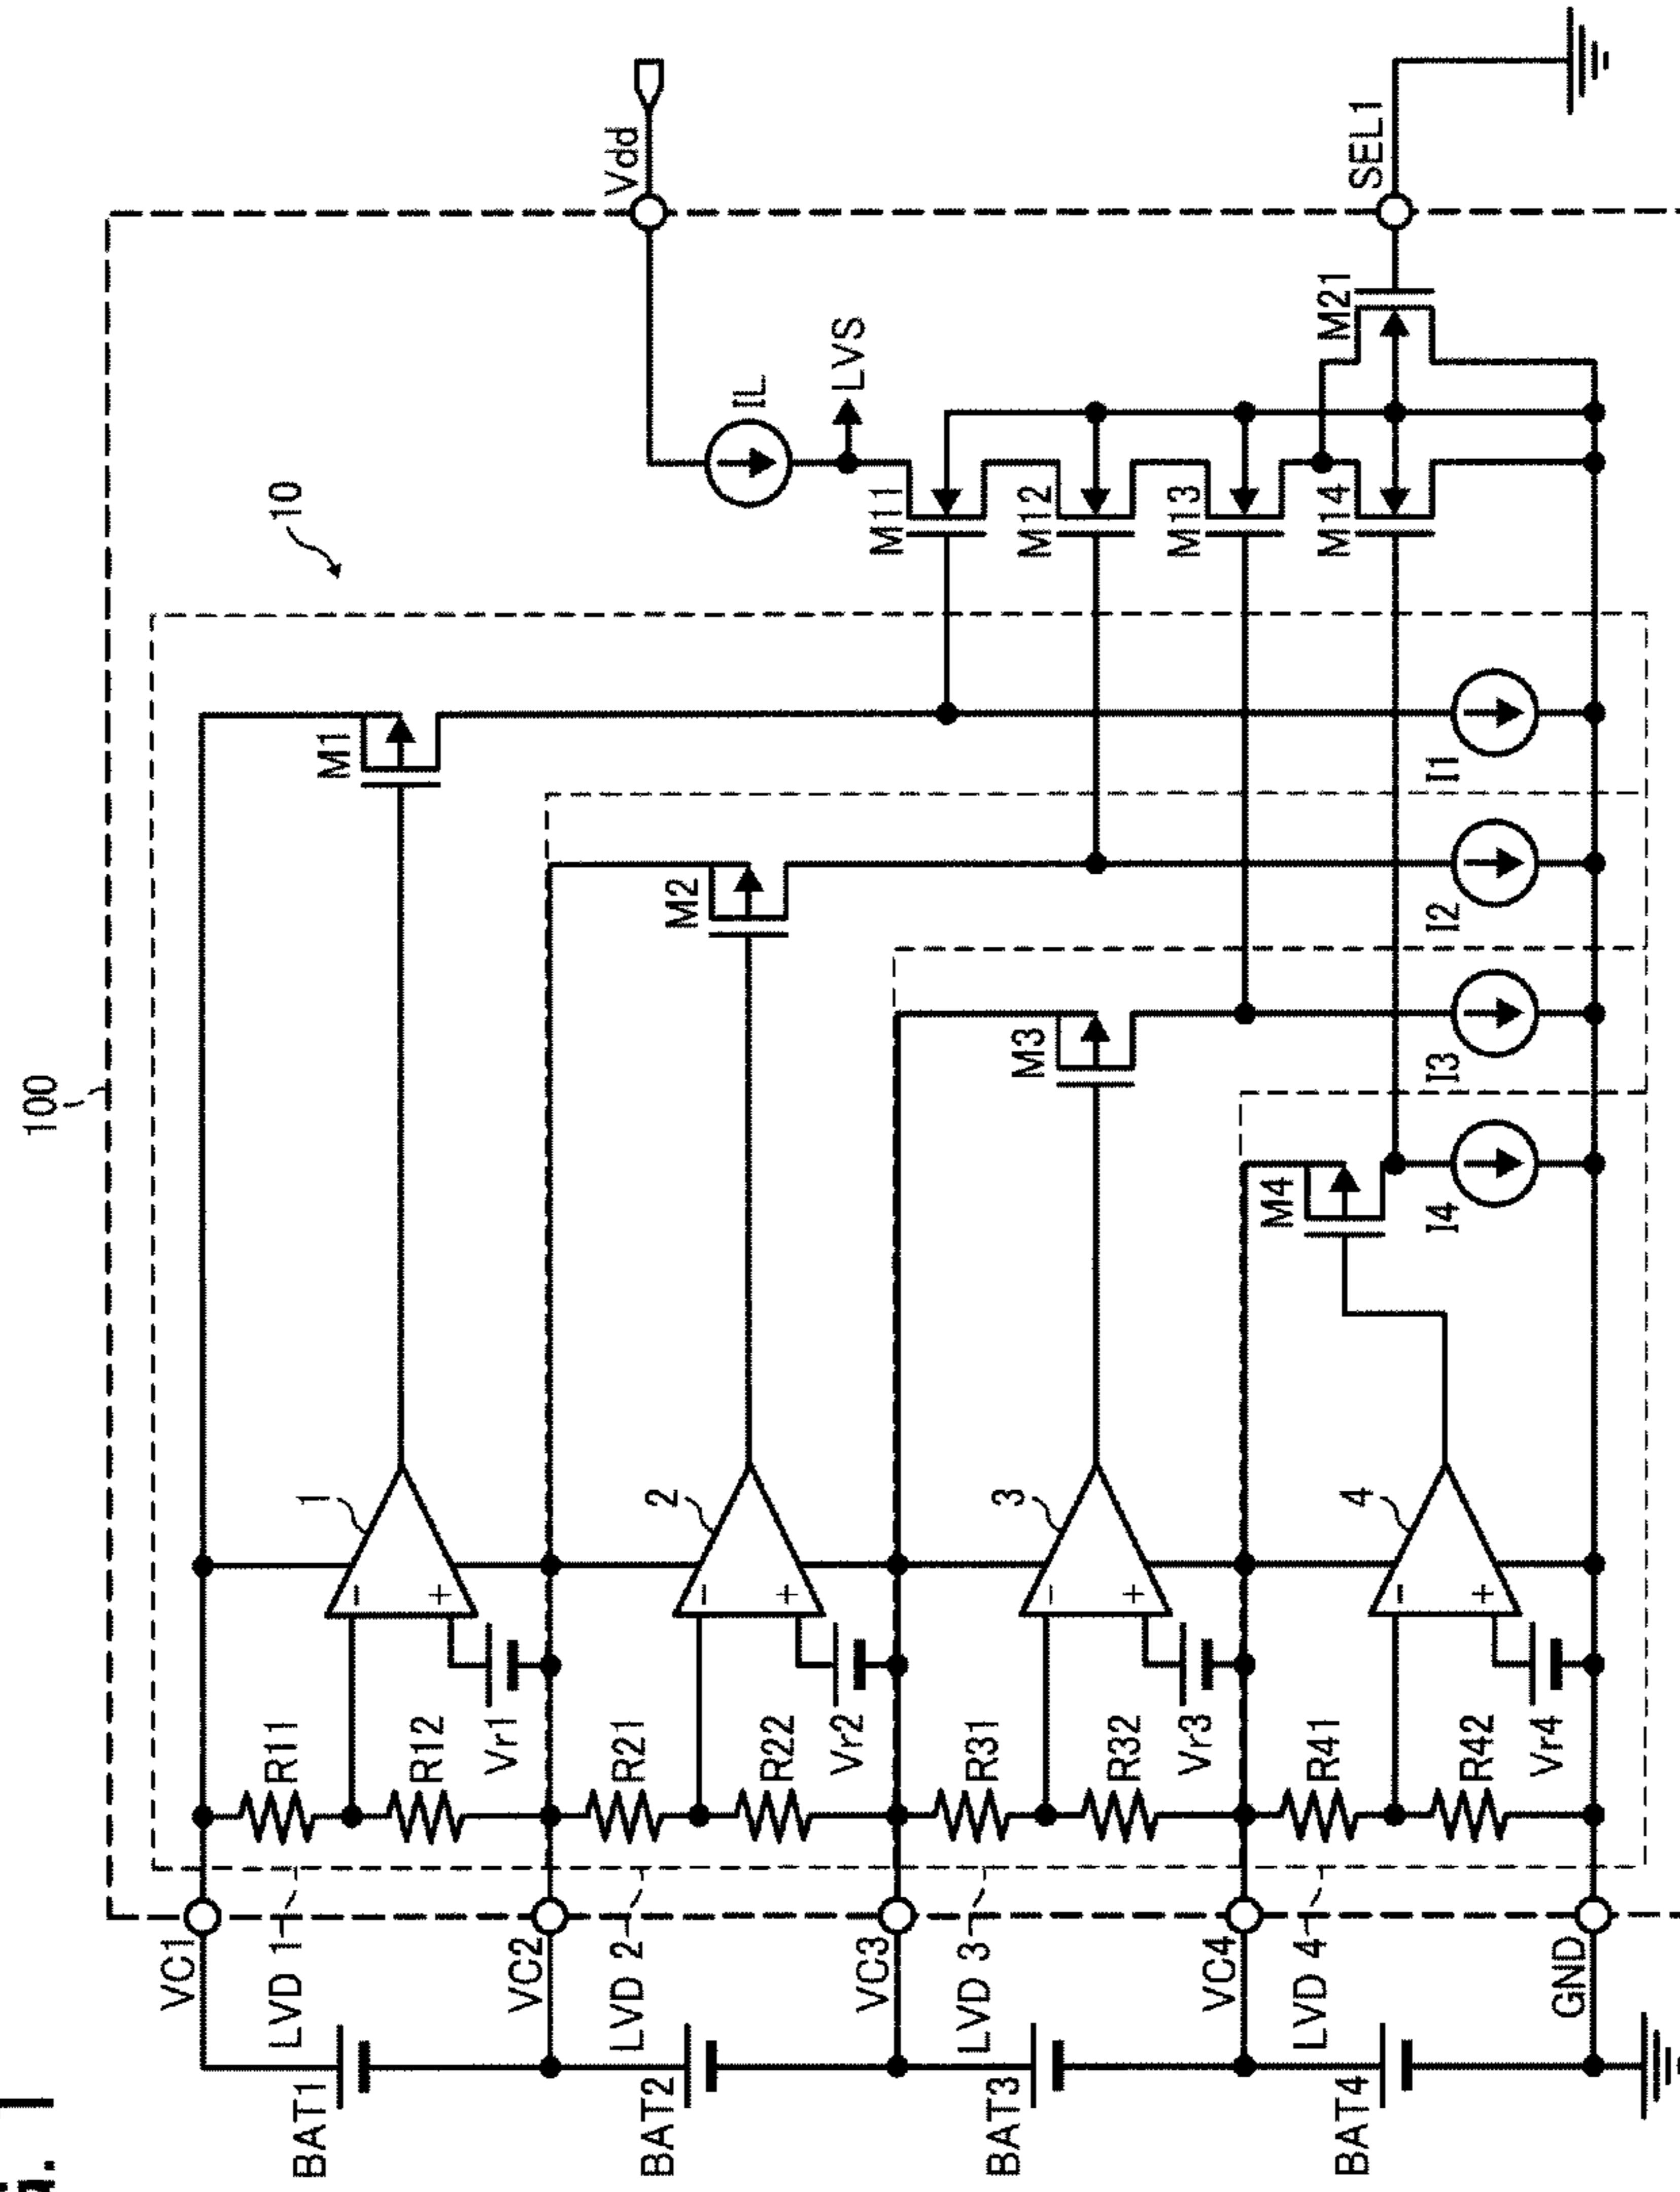 100
10
VC1
VC2
VC3
VC4
GND
BAT1
BAT2
BAT3
BAT4
LVD 1
LVD 2
LVD 3
LVD 4
R11
R12
R21
R22
R31
R32
R41
R42
Vr1
Vr2
Vr3
Vr4
1
2
3
4
-
+
-
+
-
+
-
+
M1
M2
M3
M4
I1
I2
I3
I4
M11
M12
M13
M14
M21
IL
LVS
Vdd
SEL1